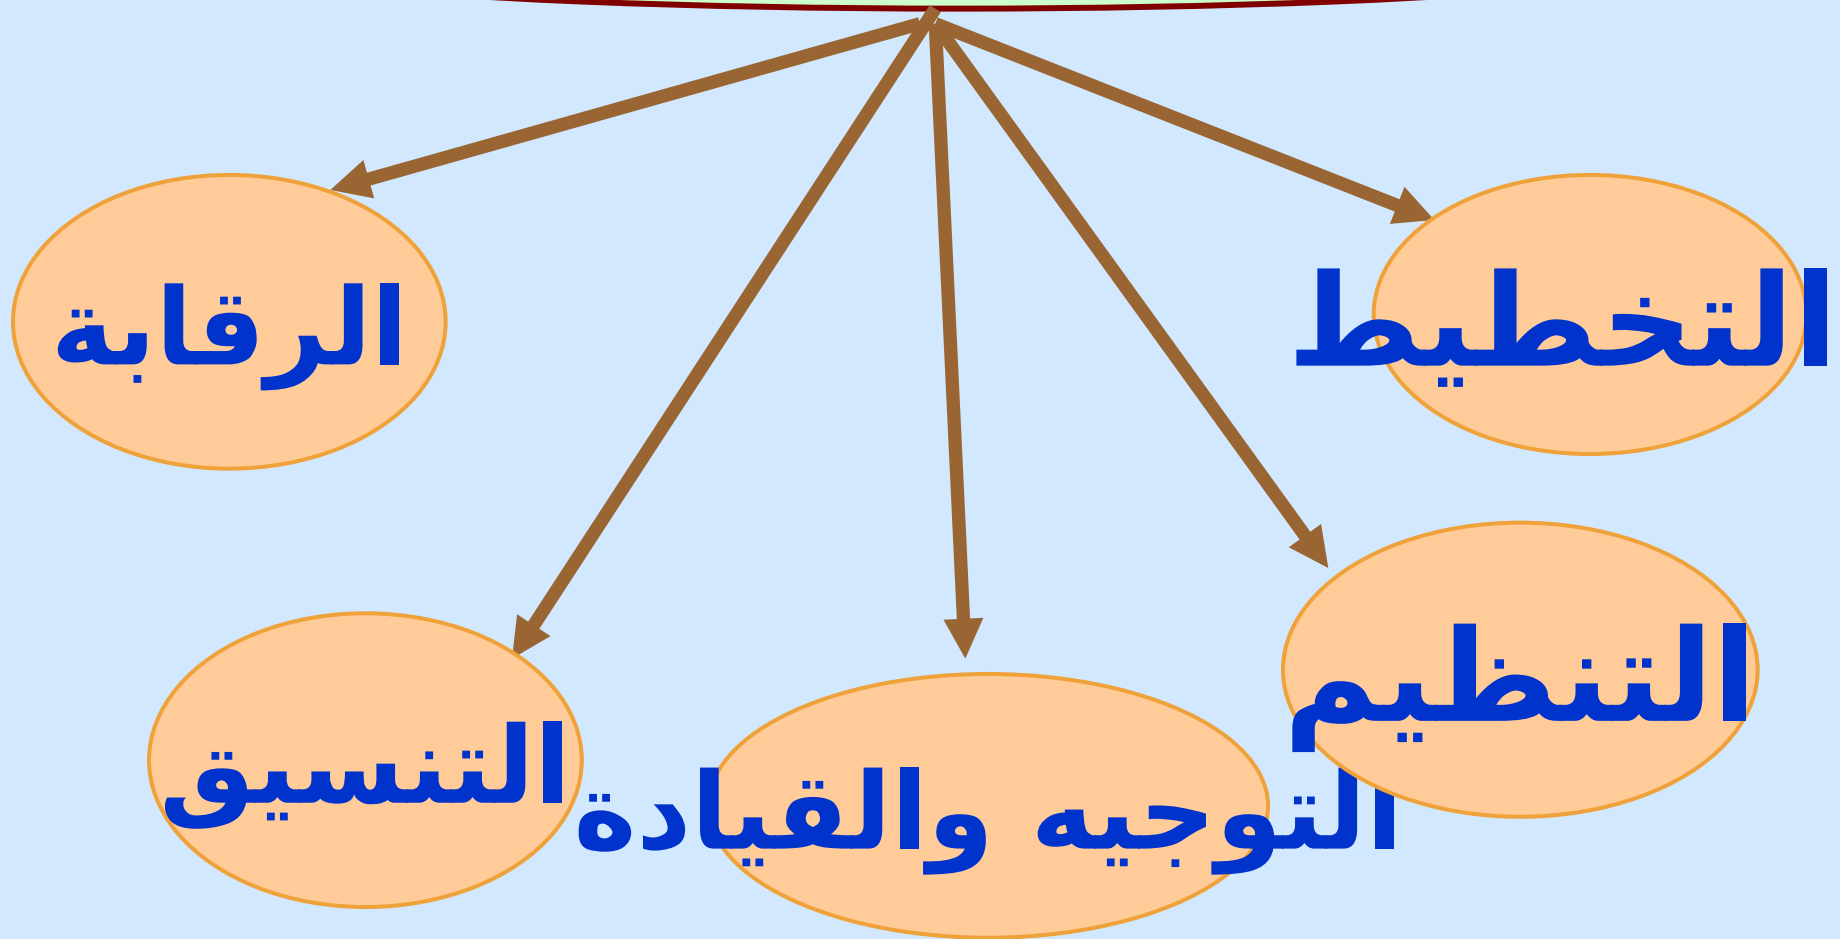 التخطيط
التنظيم
التوجيه والقيادة
التنسيق
الرقابة